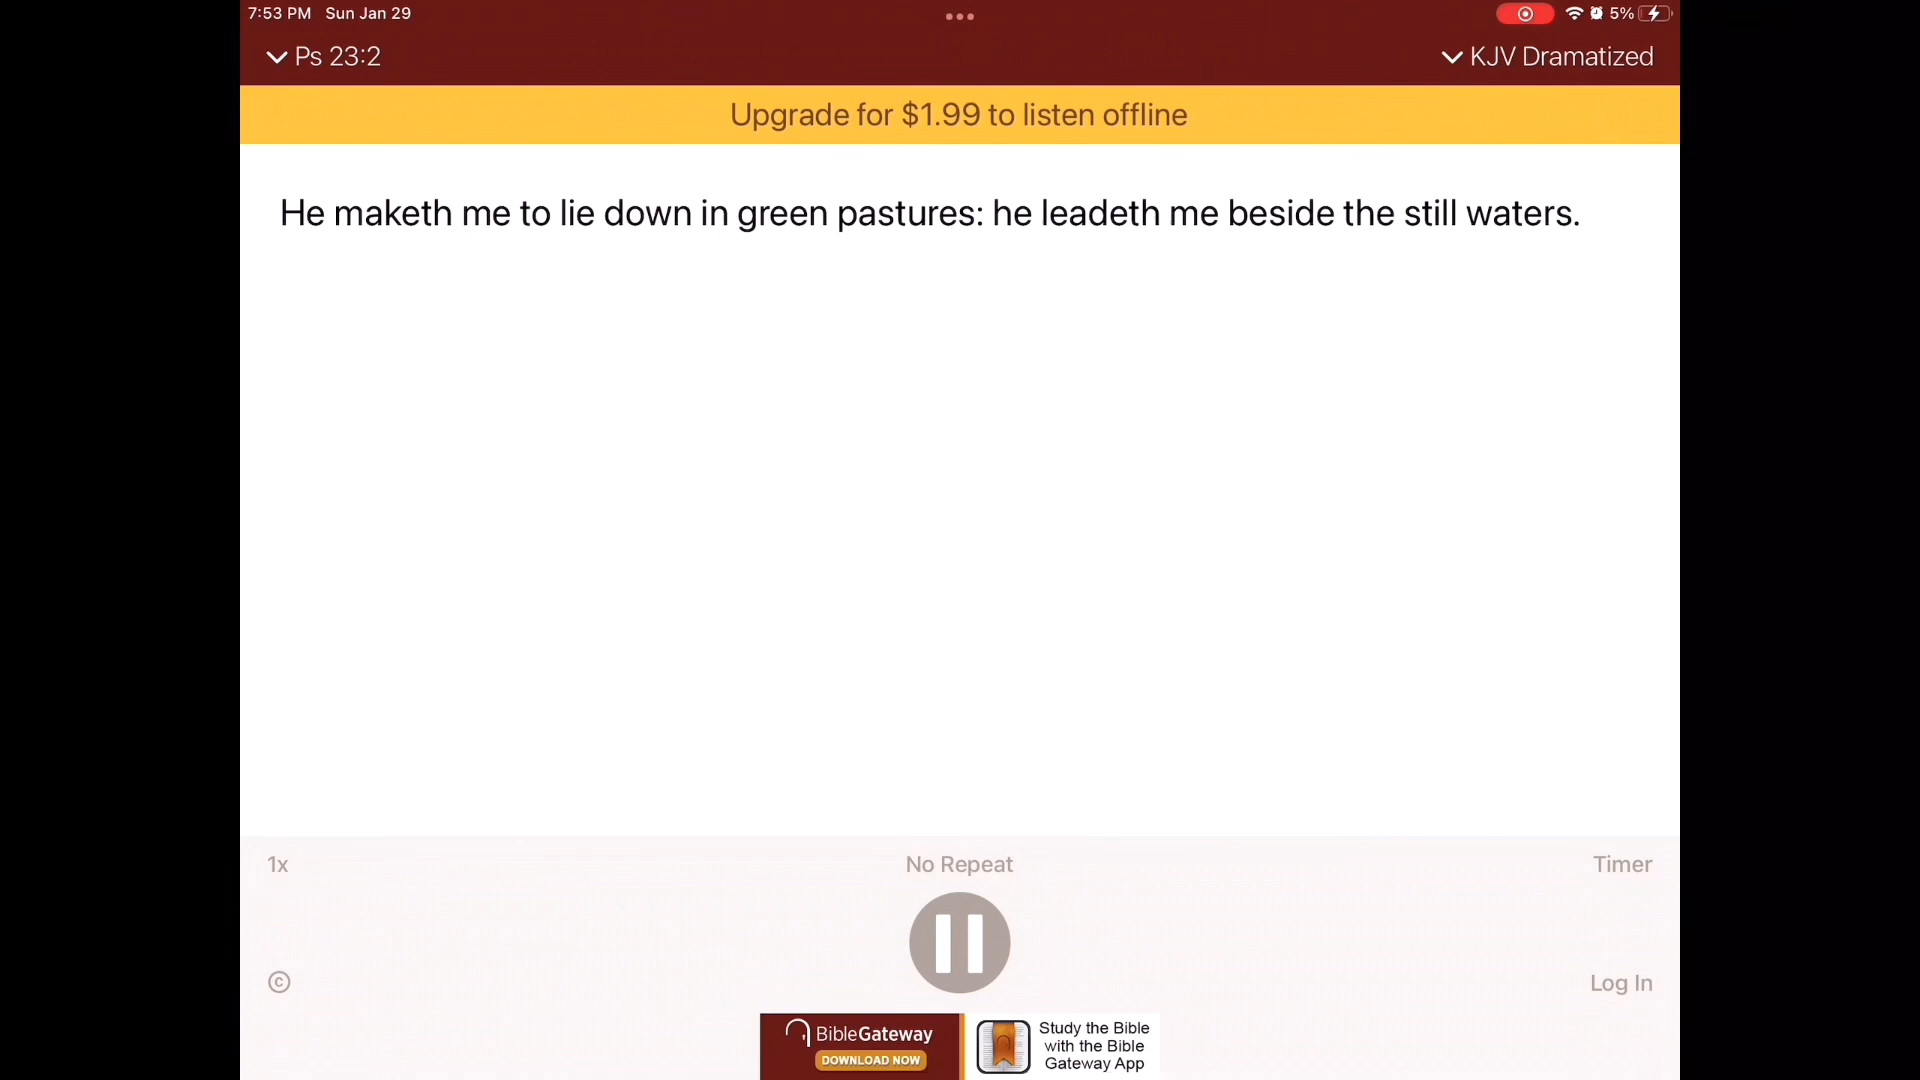 7:53 PM Sun Jan 29
5%
Ps 23:2
KJV Dramatized
Upgrade for $1.99 to listen offline
He maketh me to lie down in green pastures: he leadeth me beside the still waters.
1x
No Repeat
Timer
©
Log In
BibleGateway
DOWNLOAD NOW
Study the Bible
with the Bible
Gateway App